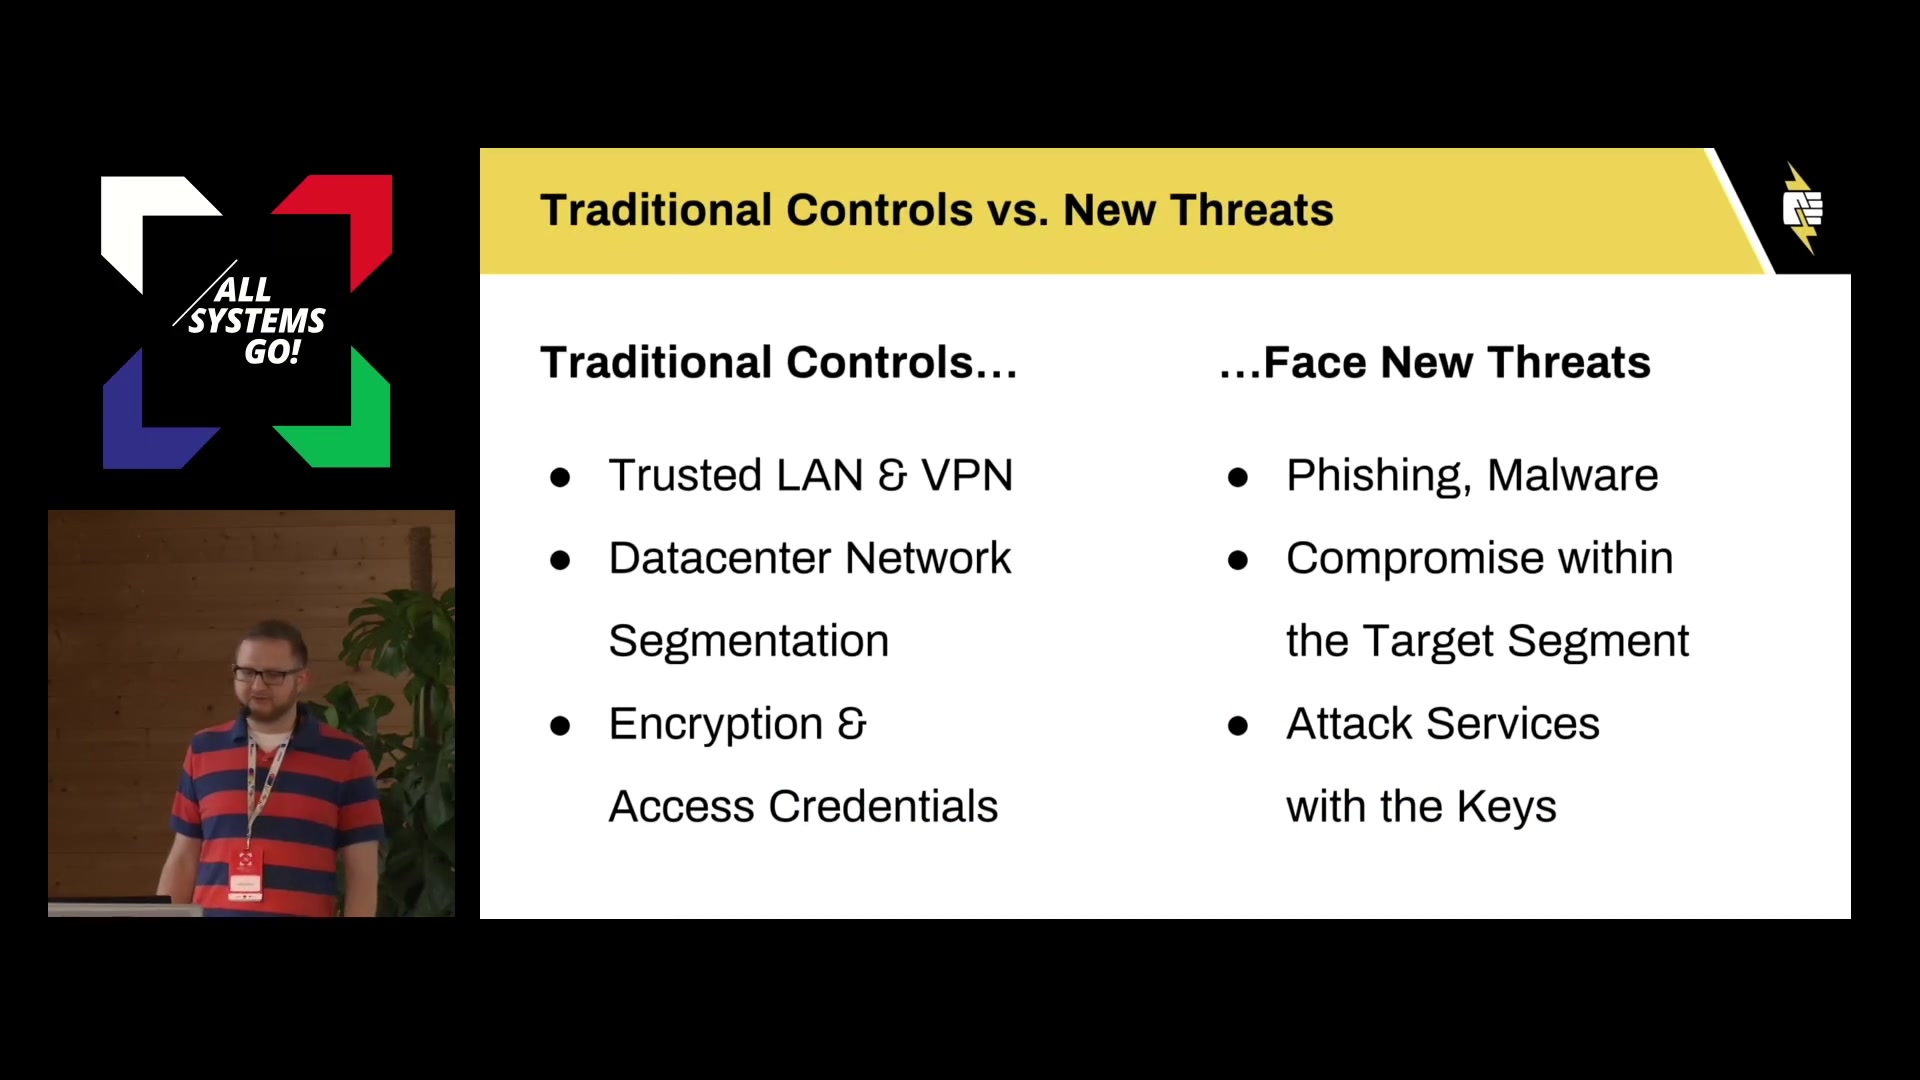 ALL
SYSTEMS
GO!
Traditional Controls vs. New Threats
Traditional Controls...
● Trusted LAN & VPN
● Datacenter Network
Segmentation
● Encryption &
Access Credentials
...Face New Threats
● Phishing, Malware
● Compromise within
the Target Segment
● Attack Services
with the Keys